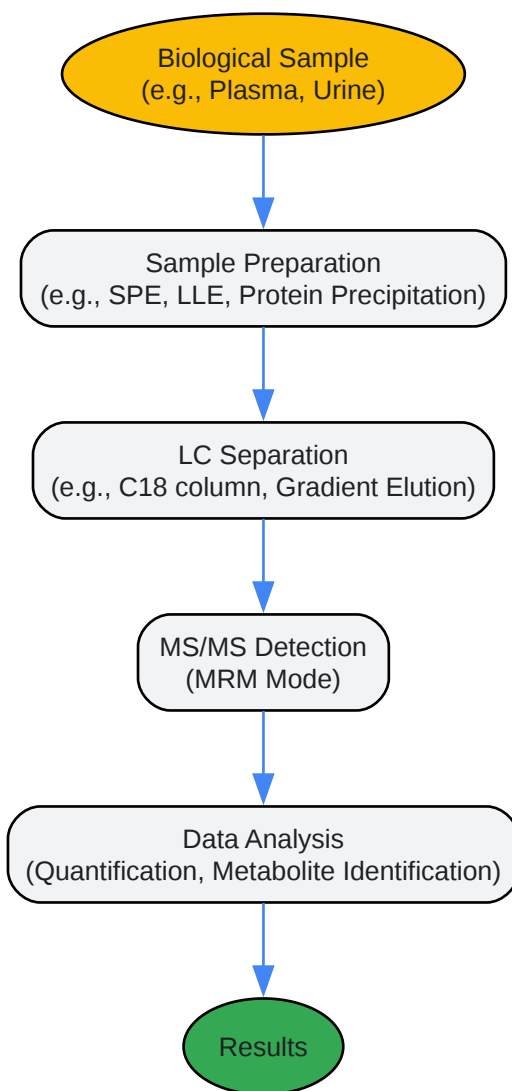 Biological Sample
(e.g., Plasma, Urine)
Sample Preparation
(e.g., SPE, LLE, Protein Precipitation)
LC Separation
(e.g., C18 column, Gradient Elution)
MS/MS Detection
(MRM Mode)
Data Analysis
(Quantification, Metabolite Identification)
Results